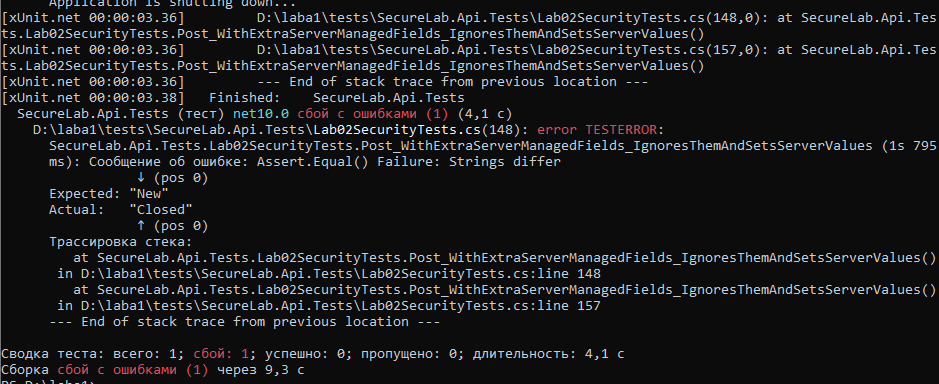 Application is shutting down...
[xUnit.net 00:00:03.36]         D:\laba1\tests\SecureLab.Api.Tests\Lab02SecurityTests.cs(148,0): at SecureLab.Api.Tes
ts.Lab02SecurityTests.Post_WithExtraServerManagedFields_IgnoresThemAndSetsServerValues()
[xUnit.net 00:00:03.36]         D:\laba1\tests\SecureLab.Api.Tests\Lab02SecurityTests.cs(157,0): at SecureLab.Api.Tes
ts.Lab02SecurityTests.Post_WithExtraServerManagedFields_IgnoresThemAndSetsServerValues()
[xUnit.net 00:00:03.36]         --- End of stack trace from previous location ---
[xUnit.net 00:00:03.38]   Finished:    SecureLab.Api.Tests
SecureLab.Api.Tests (тест) net10.0 сбой с ошибками (1) (4,1 с)
D:\laba1\tests\SecureLab.Api.Tests\Lab02SecurityTests.cs(148): error TESTERROR:
SecureLab.Api.Tests.Lab02SecurityTests.Post_WithExtraServerManagedFields_IgnoresThemAndSetsServerValues (1s 795
ms): Сообщение об ошибке: Assert.Equal() Failure: Strings differ
↓ (pos 0)
Expected: "New"
Actual:   "Closed"
↑ (pos 0)
Трассировка стека:
at SecureLab.Api.Tests.Lab02SecurityTests.Post_WithExtraServerManagedFields_IgnoresThemAndSetsServerValues()
in D:\laba1\tests\SecureLab.Api.Tests\Lab02SecurityTests.cs:line 148
at SecureLab.Api.Tests.Lab02SecurityTests.Post_WithExtraServerManagedFields_IgnoresThemAndSetsServerValues()
in D:\laba1\tests\SecureLab.Api.Tests\Lab02SecurityTests.cs:line 157
--- End of stack trace from previous location ---
Сводка теста: всего: 1; сбой: 1; успешно: 0; пропущено: 0; длительность: 4,1 с
Сборка сбой с ошибками (1) через 9,3 с
PS D:\laba1>